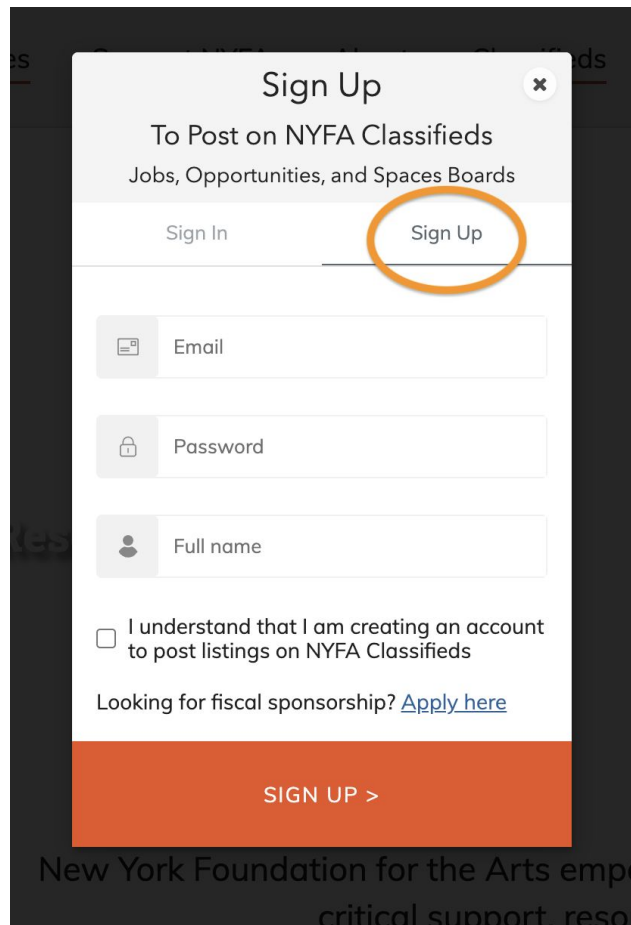 Sign Up
To Post on NYFA Classifieds
Jobs, Opportunities, and Spaces Boards
Sign In
Sign Up
Email
Password
Full name
I understand that I am creating an account
to post listings on NYFA Classifieds
Looking for fiscal sponsorship? Apply here
SIGN UP >
New York Foundation for the Arts emp
critical support, reso